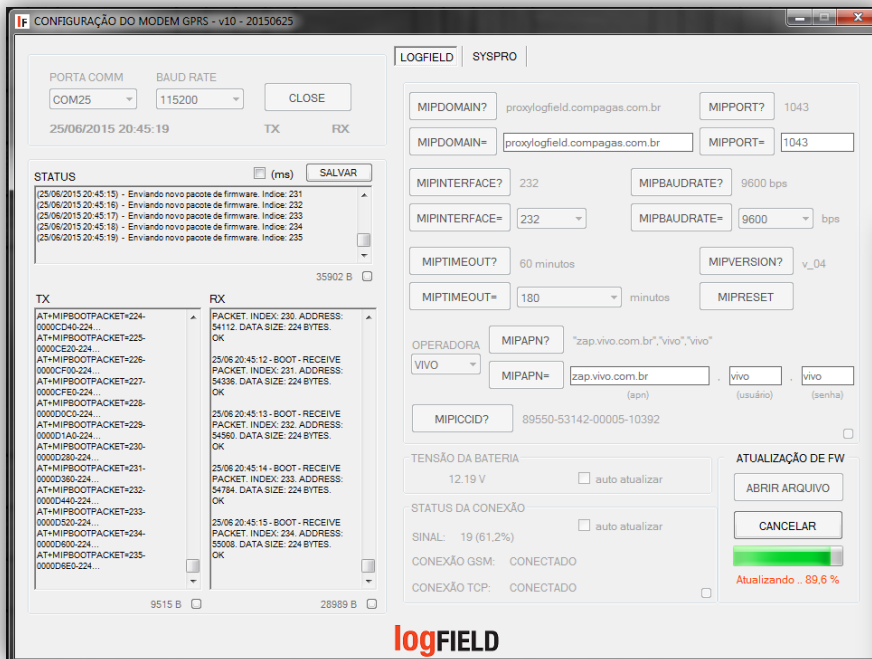 CONFIGURAÇÃO DO MODEM GPRS - v10 - 20150625
PORTA COMM BAUD RATE
COM25 115200 CLOSE
25/06/2015 20:45:19 TX RX
STATUS (ms) SALVAR
(25/06/2015 20:45:15) - Enviando novo pacote de firmware. Indice: 231
(25/06/2015 20:45:16) - Enviando novo pacote de firmware. Indice: 232
(25/06/2015 20:45:17) - Enviando novo pacote de firmware. Indice: 233
(25/06/2015 20:45:18) - Enviando novo pacote de firmware. Indice: 234
(25/06/2015 20:45:19) - Enviando novo pacote de firmware. Indice: 235
35902 B
TX
AT+MIPBOOTPACKET=224-
0000CD40-224...
AT+MIPBOOTPACKET=225-
0000CE20-224...
AT+MIPBOOTPACKET=226-
0000CF00-224...
AT+MIPBOOTPACKET=227-
0000CFE0-224...
AT+MIPBOOTPACKET=228-
0000D0C0-224...
AT+MIPBOOTPACKET=229-
0000D1A0-224...
AT+MIPBOOTPACKET=230-
0000D280-224...
AT+MIPBOOTPACKET=231-
0000D360-224...
AT+MIPBOOTPACKET=232-
0000D440-224...
AT+MIPBOOTPACKET=233-
0000D520-224...
AT+MIPBOOTPACKET=234-
0000D600-224...
AT+MIPBOOTPACKET=235-
0000D6E0-224...
9515 B
RX
PACKET. INDEX: 230. ADDRESS:
54112. DATA SIZE: 224 BYTES.
OK
25/06 20:45:12 - BOOT - RECEIVE
PACKET. INDEX: 231. ADDRESS:
54336. DATA SIZE: 224 BYTES.
OK
25/06 20:45:13 - BOOT - RECEIVE
PACKET. INDEX: 232. ADDRESS:
54560. DATA SIZE: 224 BYTES.
OK
25/06 20:45:14 - BOOT - RECEIVE
PACKET. INDEX: 233. ADDRESS:
54784. DATA SIZE: 224 BYTES.
OK
25/06 20:45:15 - BOOT - RECEIVE
PACKET. INDEX: 234. ADDRESS:
55008. DATA SIZE: 224 BYTES.
OK
28989 B
LOGFIELD SYSPRO
MIPDOMAIN? proxylogfield.compagas.com.br MIPPORT? 1043
MIPDOMAIN= proxylogfield.compagas.com.br MIPPORT= 1043
MIPINTERFACE? 232 MIPBAUDRATE? 9600 bps
MIPINTERFACE= 232 MIPBAUDRATE= 9600 bps
MIPTIMEOUT? 60 minutos MIPVERSION? v_04
MIPTIMEOUT= 180 minutos MIPRESET
OPERADORA MIPAPN? "zap.vivo.com.br","vivo","vivo"
VIVO MIPAPN= zap.vivo.com.br . vivo . vivo
(apn) (usuário) (senha)
MIPICCID? 89550-53142-00005-10392
TENSÃO DA BATERIA
12.19 V auto atualizar
STATUS DA CONEXÃO
SINAL: 19 (61,2%) auto atualizar
CONEXÃO GSM: CONECTADO
CONEXÃO TCP: CONECTADO
ATUALIZAÇÃO DE FW
ABRIR ARQUIVO
CANCELAR
Atualizando .. 89,6 %
logFIELD